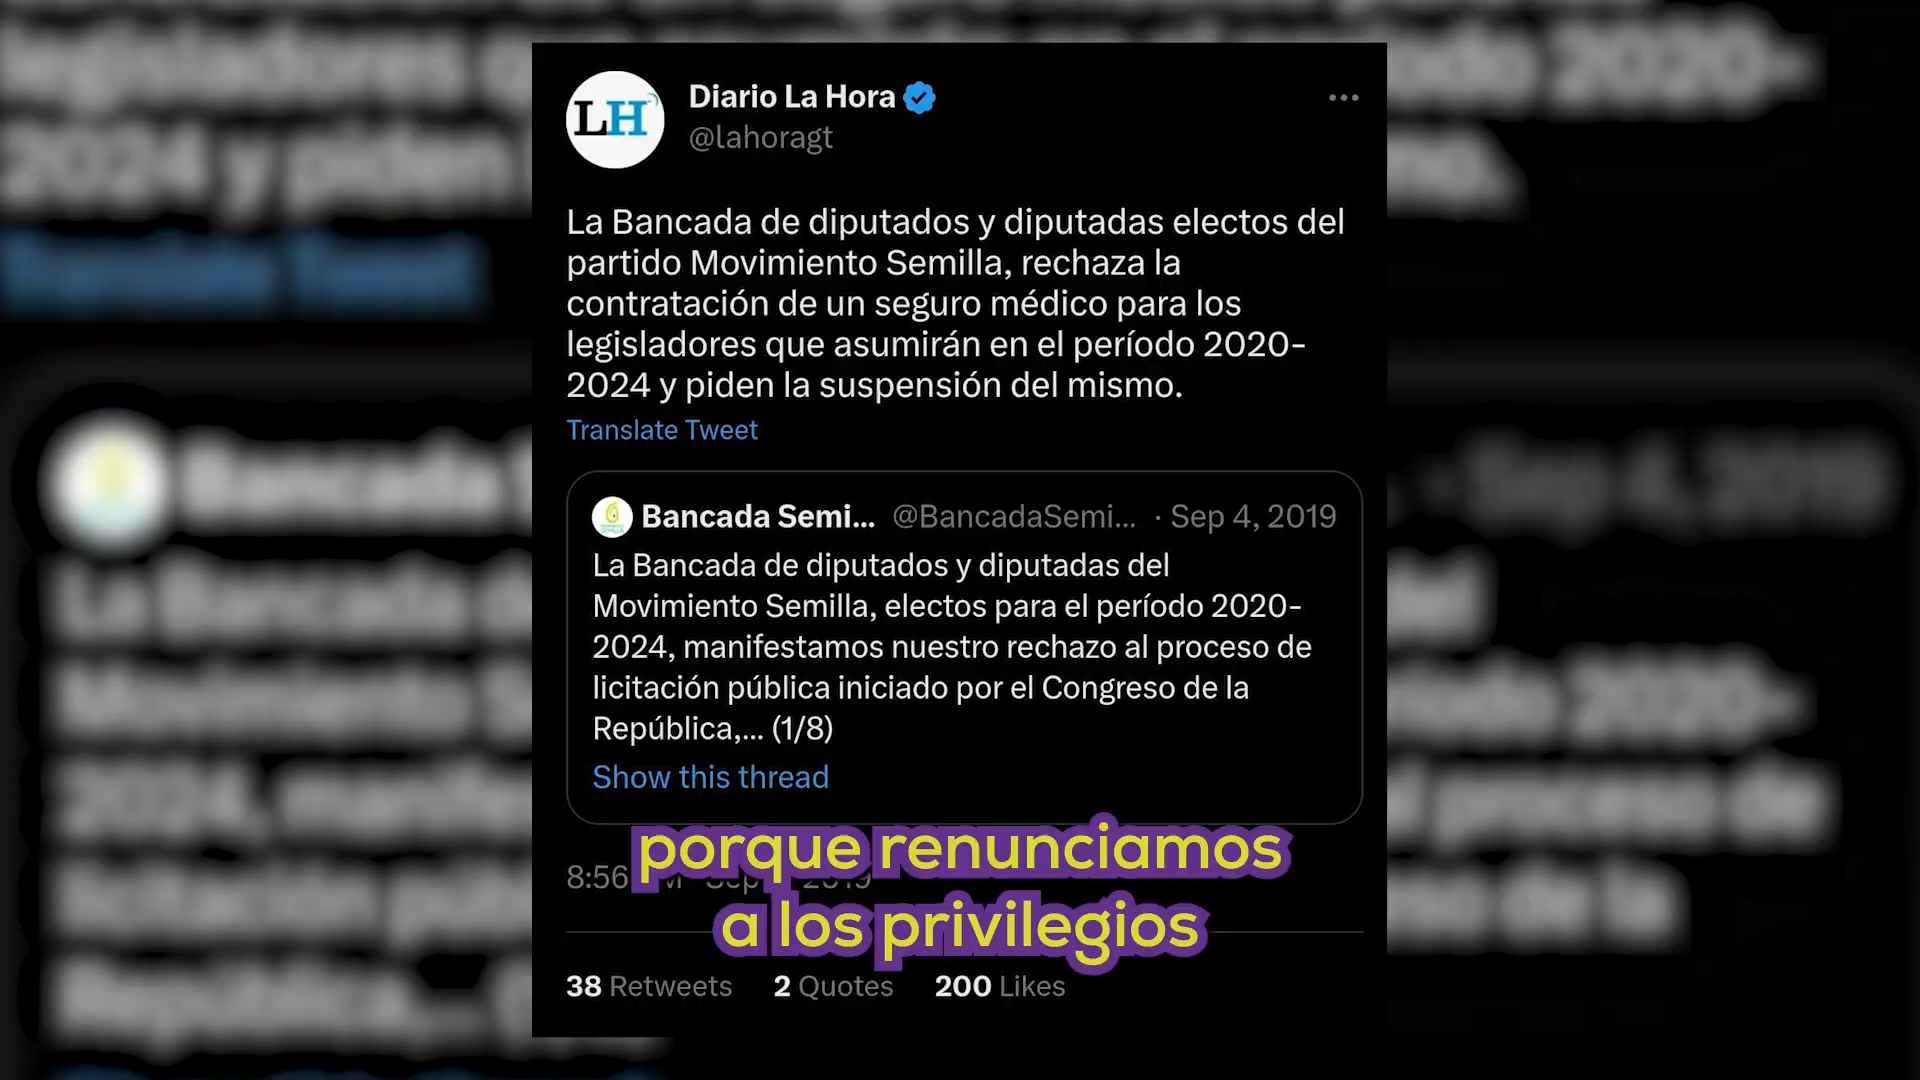 LH
Diario La Hora
@lahoragt
La Bancada de diputados y diputadas electos del
partido Movimiento Semilla, rechaza la
contratación de un seguro médico para los
legisladores que asumirán en el período 2020-
2024 y piden la suspensión del mismo.
Translate Tweet
Bancada Semi... @BancadaSemi... · Sep 4, 2019
La Bancada de diputados y diputadas del
Movimiento Semilla, electos para el período 2020-
2024, manifestamos nuestro rechazo al proceso de
licitación pública iniciado por el Congreso de la
República,... (1/8)
Show this thread
porque renunciamos
8:56
a los privilegios
38 Retweets 2 Quotes 200 Likes